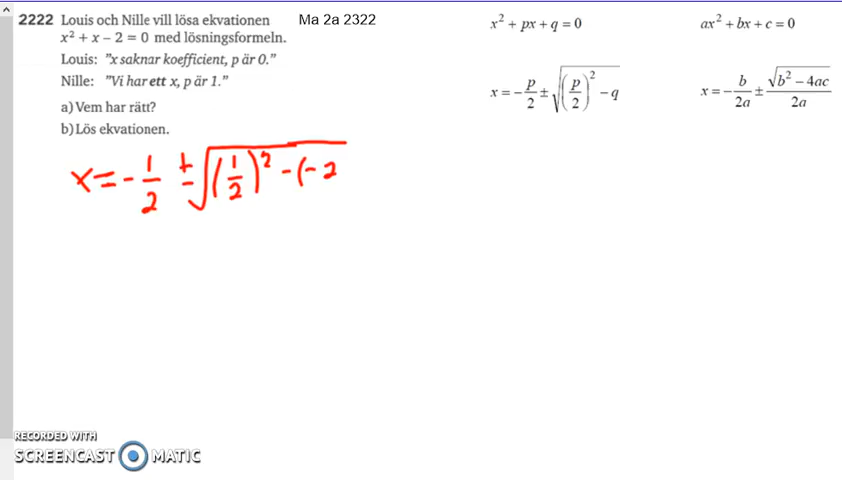 2222 Louis och Nille vill lösa ekvationen
x² + x – 2 = 0 med lösningsformeln.
Louis: "x saknar koefficient, p är 0."
Nille: "Vi har ett x, p är 1."
a) Vem har rätt?
b) Lös ekvationen.
Ma 2a 2322
x² + px + q = 0
x = -p/2 ± √((p/2)² - q)
ax² + bx + c = 0
x = -b/2a ± √(b² - 4ac)/2a
x = -1/2 ± √((1/2)² - (-2
RECORDED WITH
SCREENCAST MATIC